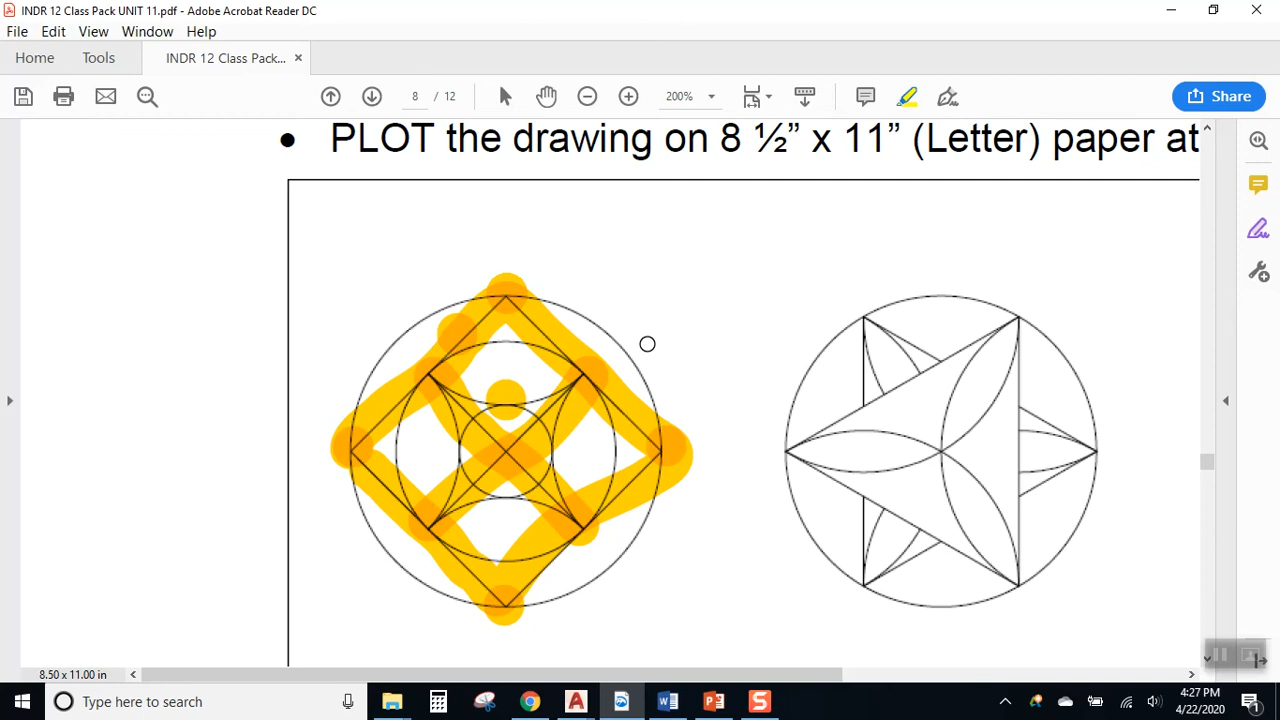 INDR 12 Class Pack UNIT 11.pdf - Adobe Acrobat Reader DC
File Edit View Window Help
Home Tools INDR 12 Class Pack... ×
8 / 12 200% Share
• PLOT the drawing on 8 ½” x 11” (Letter) paper at
8.50 x 11.00 in
Type here to search
4:27 PM
4/22/2020
1